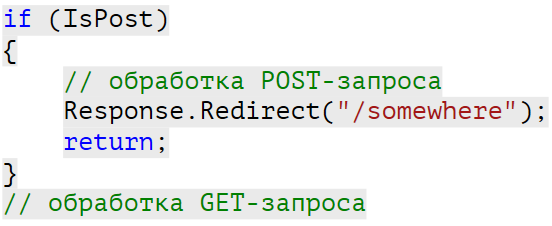 if (IsPost)
{
// обработка POST-запроса
Response.Redirect("/somewhere");
return;
}
// обработка GET-запроса